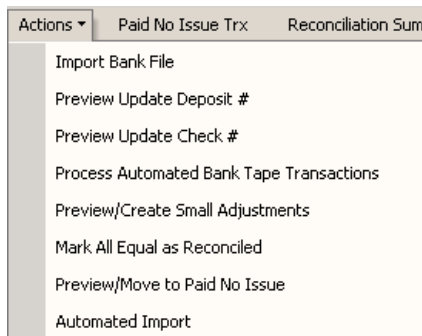 Actions Paid No Issue Trx Reconciliation Sum
Import Bank File
Preview Update Deposit #
Preview Update Check #
Process Automated Bank Tape Transactions
Preview/Create Small Adjustments
Mark All Equal as Reconciled
Preview/Move to Paid No Issue
Automated Import